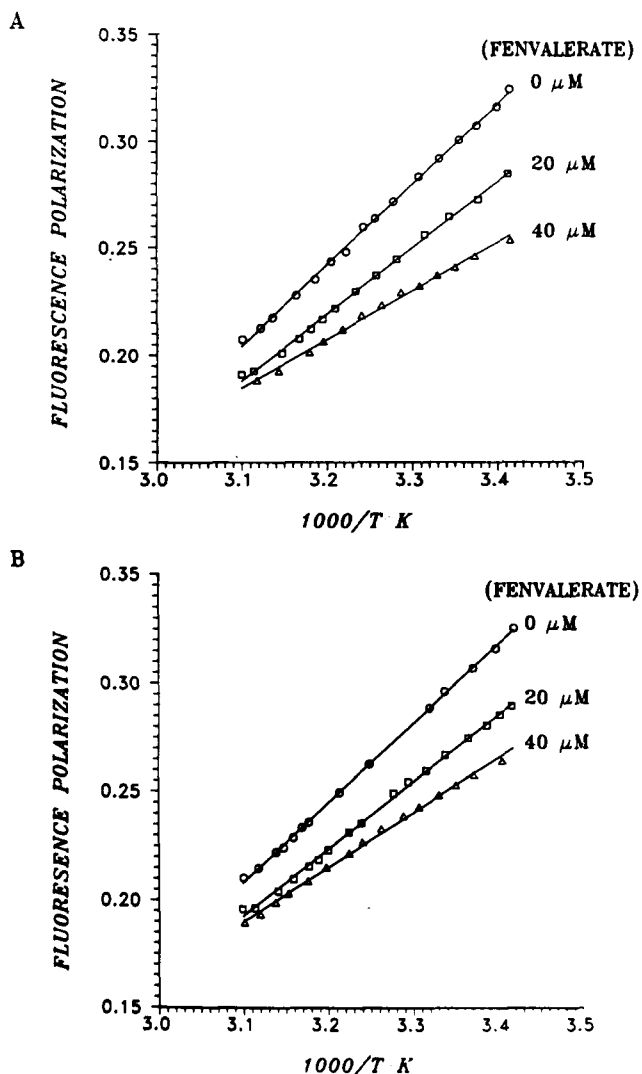 A
0.35
(FENVALERATE)
0 μM
0.30
20 μM
0.25
40 μM
0.20
0.15
3.0 3.1 3.2 3.3 3.4 3.5
FLUORESCENCE POLARIZATION
1000/T K
B
0.35
(FENVALERATE)
0 μM
0.30
20 μM
40 μM
0.25
0.20
0.15
3.0 3.1 3.2 3.3 3.4 3.5
FLUORESENCE POLARIZATION
1000/T K